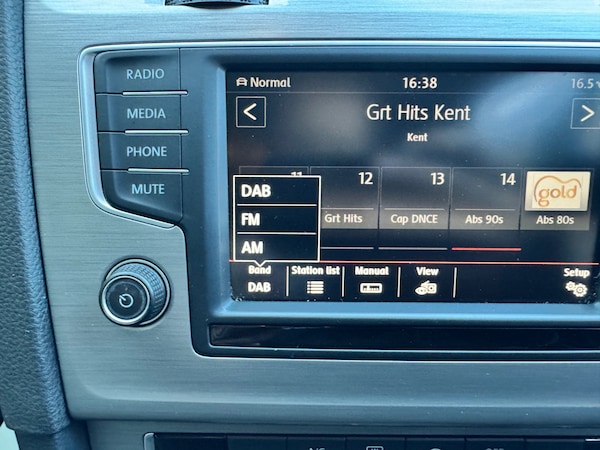 RADIO
MEDIA
PHONE
MUTE
Normal 16:38 16.5
Grt Hits Kent
Kent
11 12 13 14
gold
Grt Hits Cap DNCE Abs 90s Abs 80s
DAB
FM
AM
Band Station list Manual View Setup
DAB